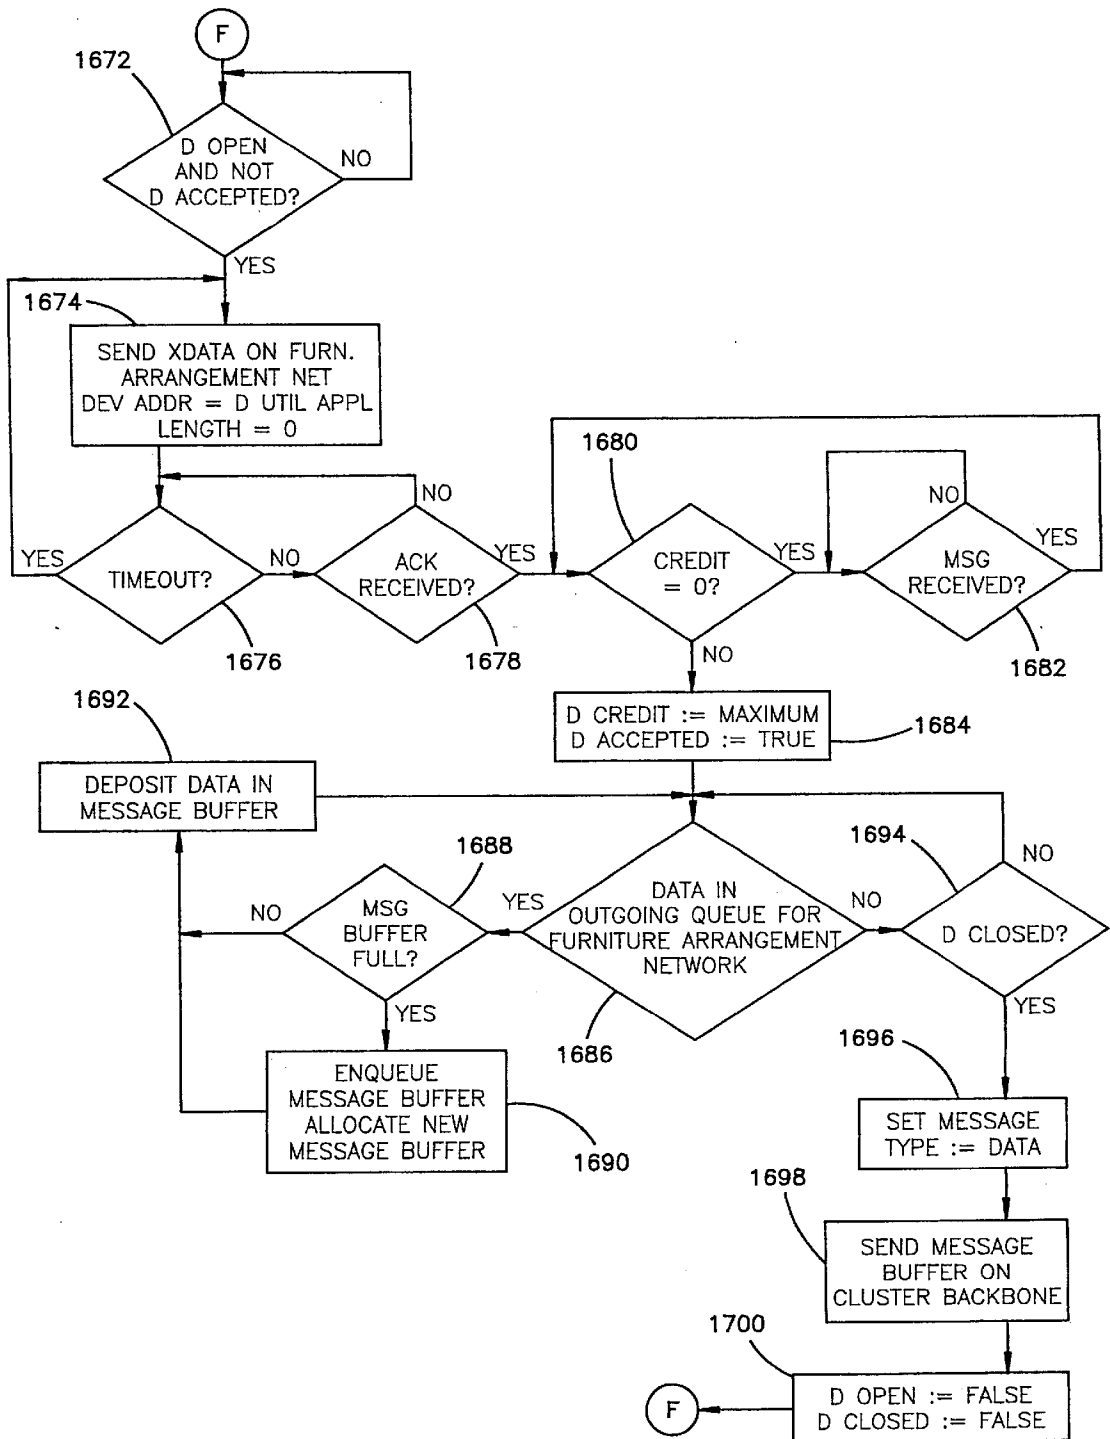 F
1672
D OPEN
AND NOT
D ACCEPTED?
NO
YES
1674
SEND XDATA ON FURN.
ARRANGEMENT NET
DEV ADDR = D UTIL APPL
LENGTH = 0
YES
TIMEOUT?
1676
NO
NO
ACK
RECEIVED?
1678
YES
1680
CREDIT
= 0?
YES
NO
NO
MSG
RECEIVED?
YES
1682
D CREDIT := MAXIMUM
D ACCEPTED := TRUE
1684
1692
DEPOSIT DATA IN
MESSAGE BUFFER
NO
1688
MSG
BUFFER
FULL?
YES
YES
DATA IN
OUTGOING QUEUE FOR
FURNITURE ARRANGEMENT
NETWORK
1686
NO
1694
NO
D CLOSED?
YES
ENQUEUE
MESSAGE BUFFER
ALLOCATE NEW
MESSAGE BUFFER
1690
1696
SET MESSAGE
TYPE := DATA
1698
SEND MESSAGE
BUFFER ON
CLUSTER BACKBONE
1700
D OPEN := FALSE
D CLOSED := FALSE
F